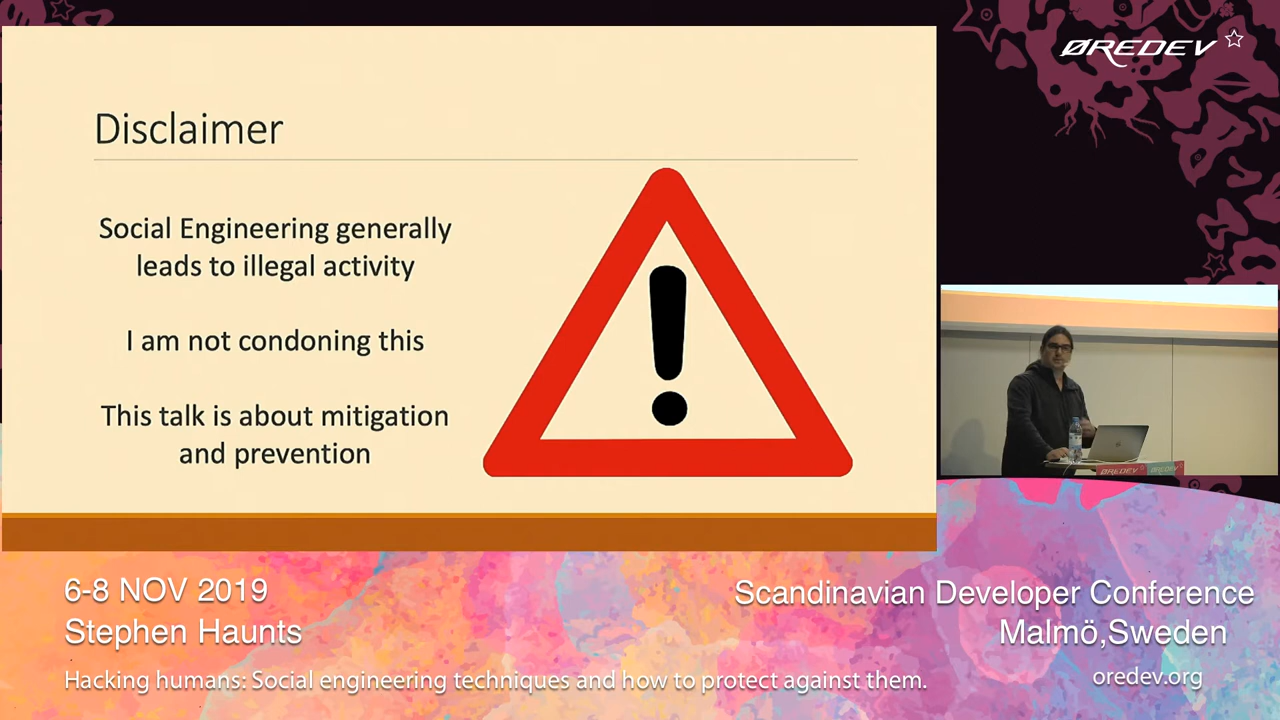 ØREDEV
Disclaimer
Social Engineering generally
leads to illegal activity
I am not condoning this
This talk is about mitigation
and prevention
ØREDEV ØREDEV
6-8 NOV 2019
Stephen Haunts
Hacking humans: Social engineering techniques and how to protect against them.
Scandinavian Developer Conference
Malmö,Sweden
oredev.org